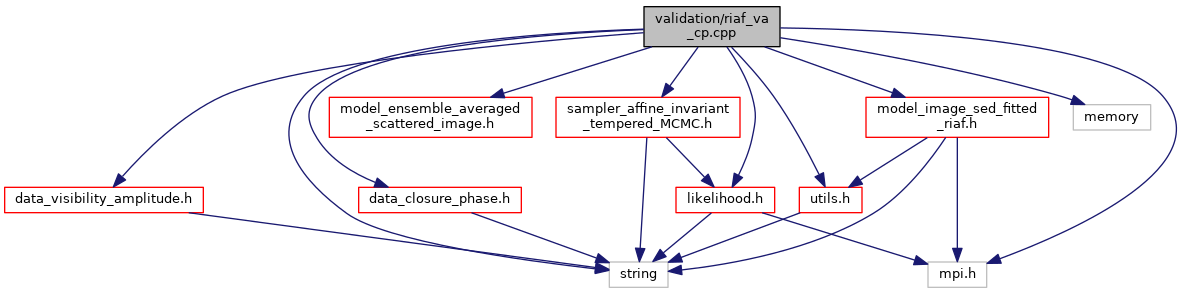 validation/riaf_va
_cp.cpp
model_ensemble_averaged
_scattered_image.h
sampler_affine_invariant
_tempered_MCMC.h
model_image_sed_fitted
_riaf.h
memory
data_visibility_amplitude.h
data_closure_phase.h
likelihood.h
utils.h
string
mpi.h